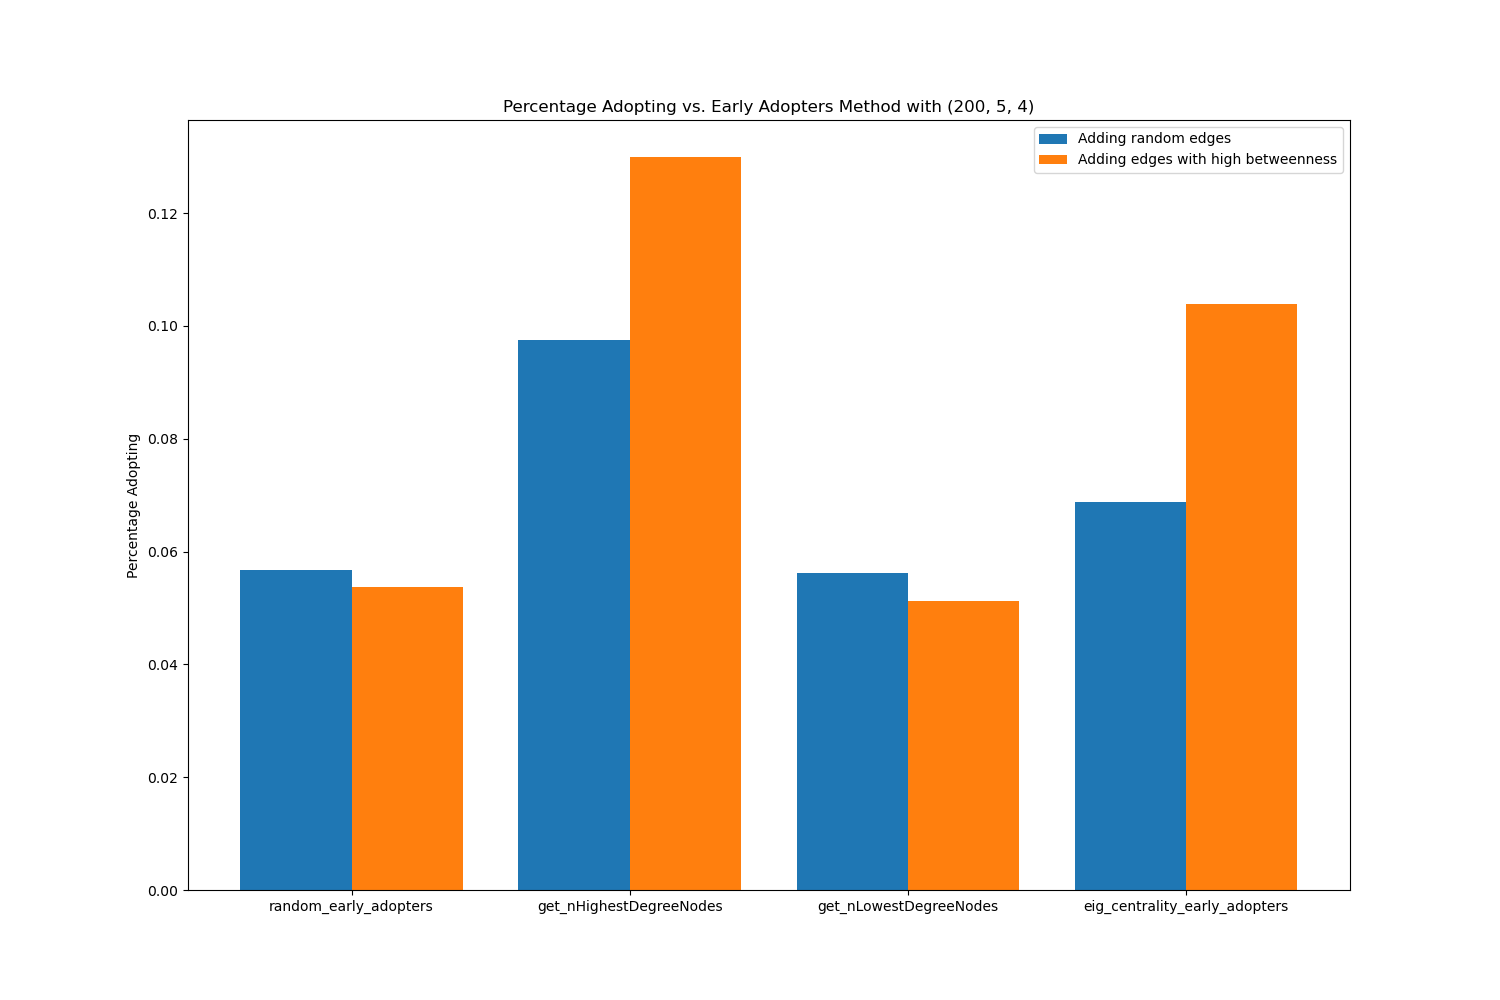 Percentage Adopting vs. Early Adopters Method with (200, 5, 4)
Adding random edges
Adding edges with high betweenness
Percentage Adopting
0.12
0.10
0.08
0.06
0.04
0.02
0.00
random_early_adopters
get_nHighestDegreeNodes
get_nLowestDegreeNodes
eig_centrality_early_adopters